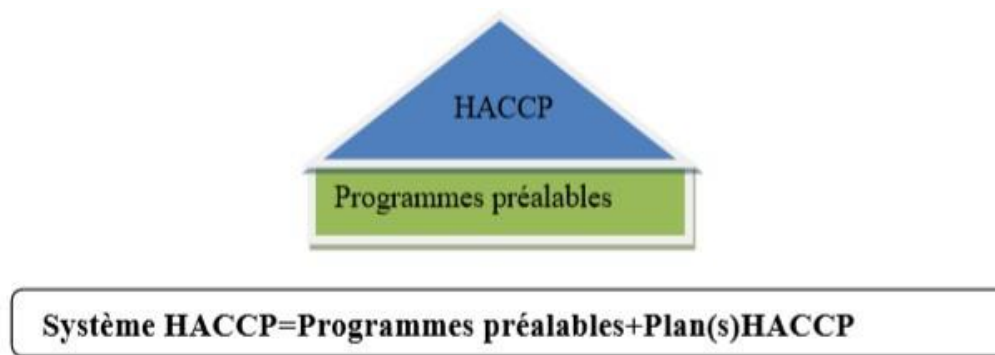 HACCP
Programmes préalables
Système HACCP=Programmes préalables+Plan(s)HACCP